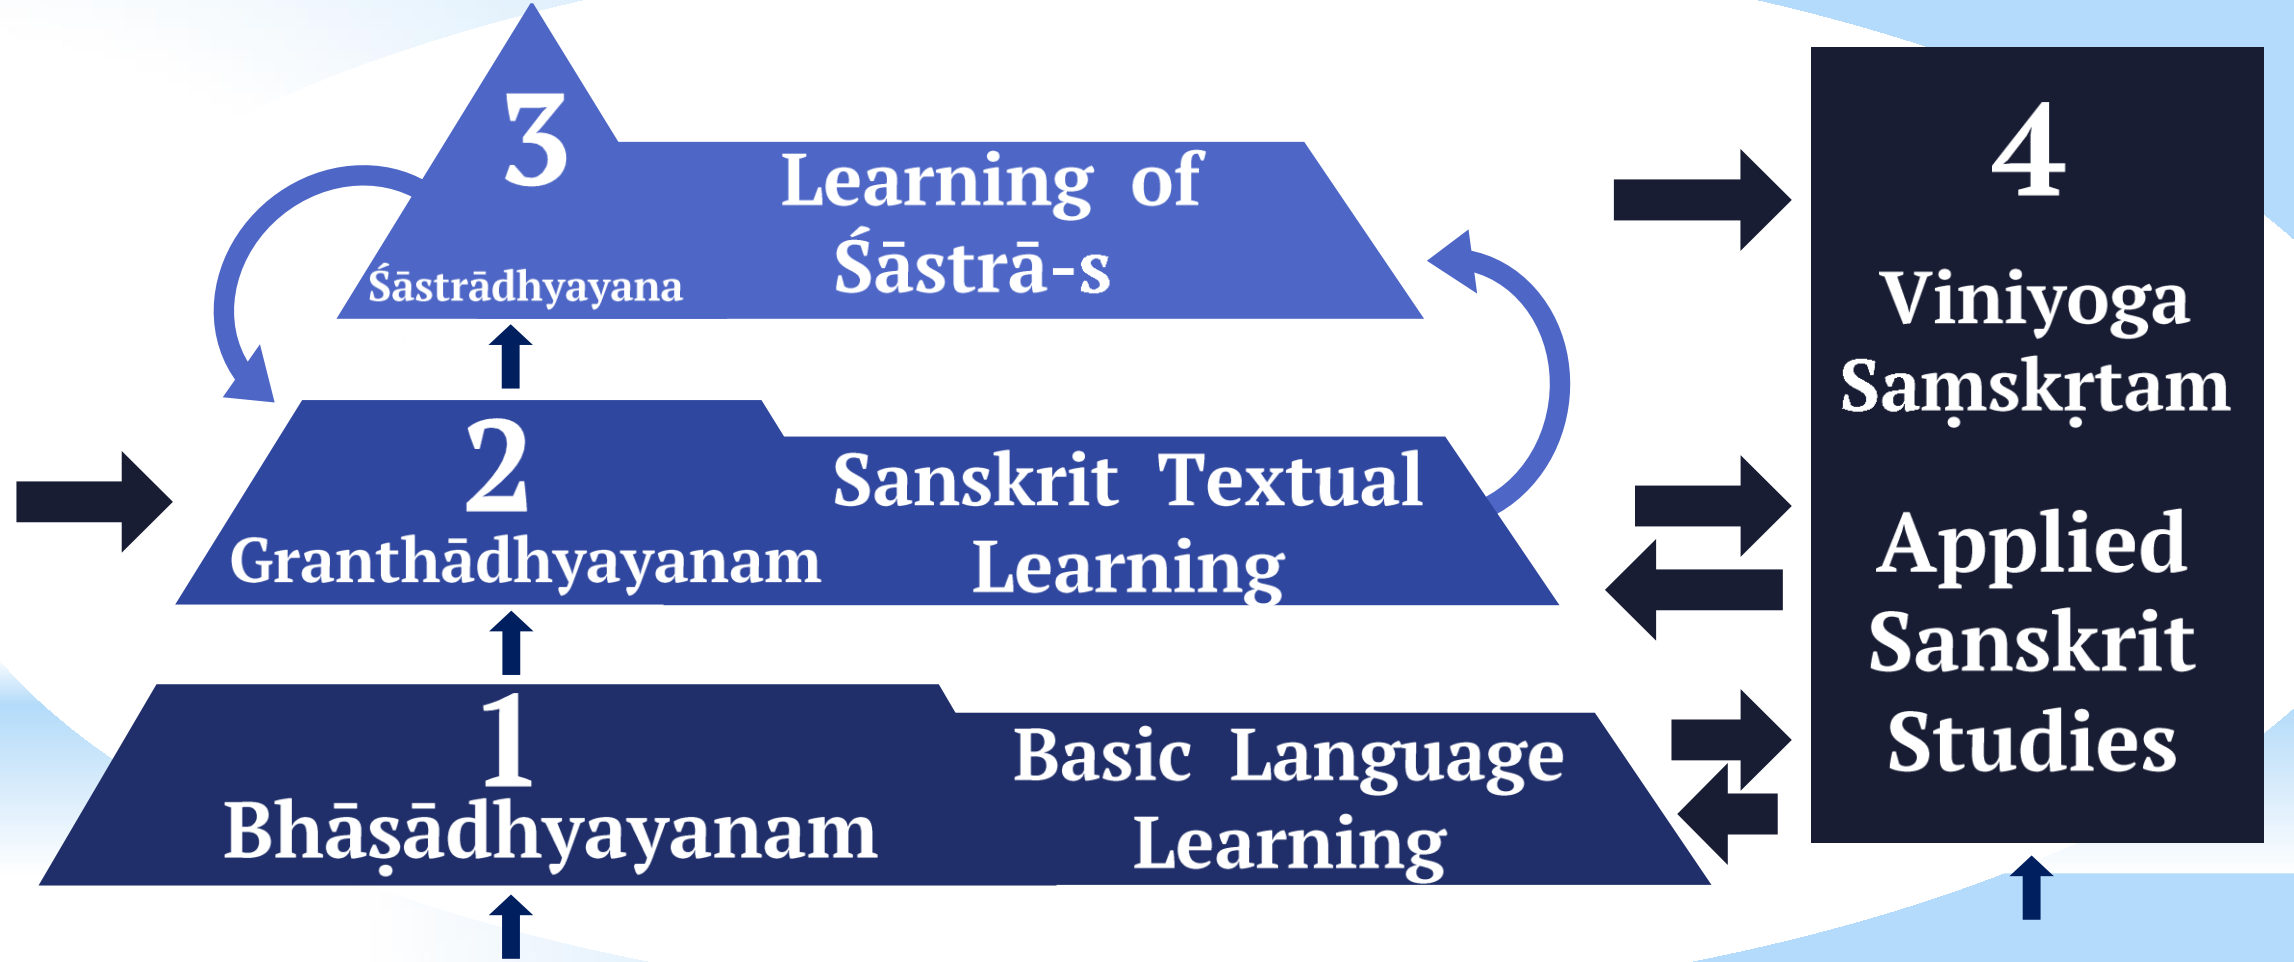 3
Śāstrādhyayana
Learning of
Śāstrā-s
2
Granthādhyayanam
Sanskrit Textual
Learning
1
Bhāṣādhyayanam
Basic Language
Learning
4
Viniyoga
Saṃskṛtam
Applied
Sanskrit
Studies